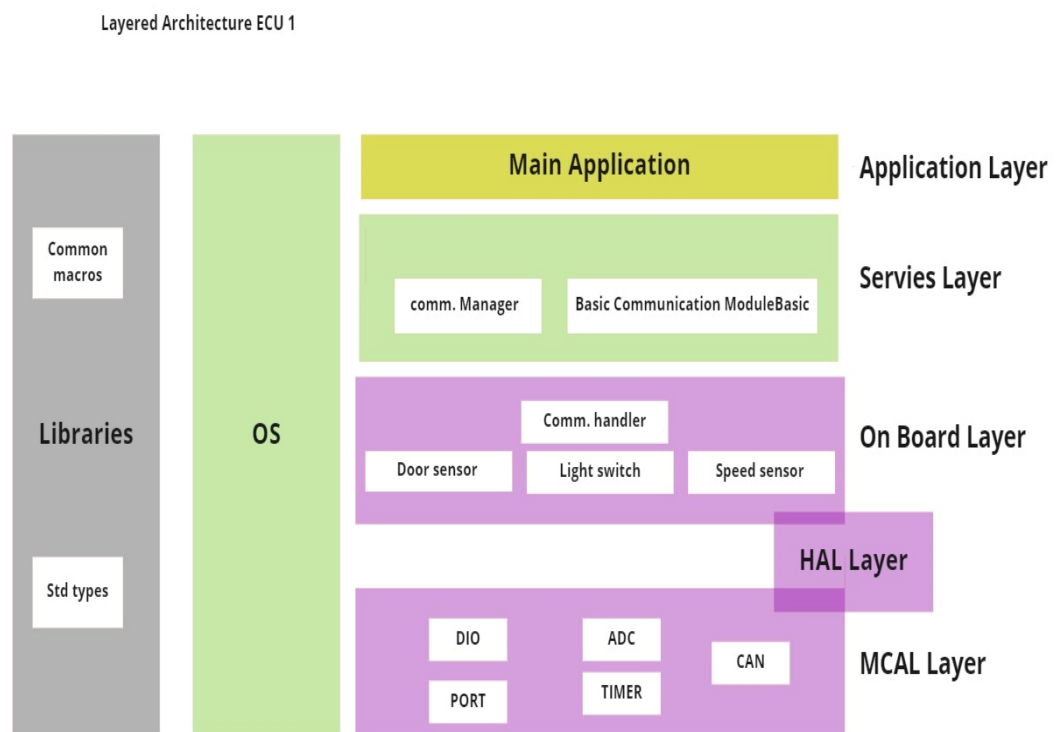 Layered Architecture ECU 1
Main Application
Application Layer
Common
macros
comm. Manager
Basic Communication ModuleBasic
Servies Layer
Libraries
OS
Comm. handler
Door sensor
Light switch
Speed sensor
On Board Layer
HAL Layer
Std types
DIO
ADC
CAN
PORT
TIMER
MCAL Layer